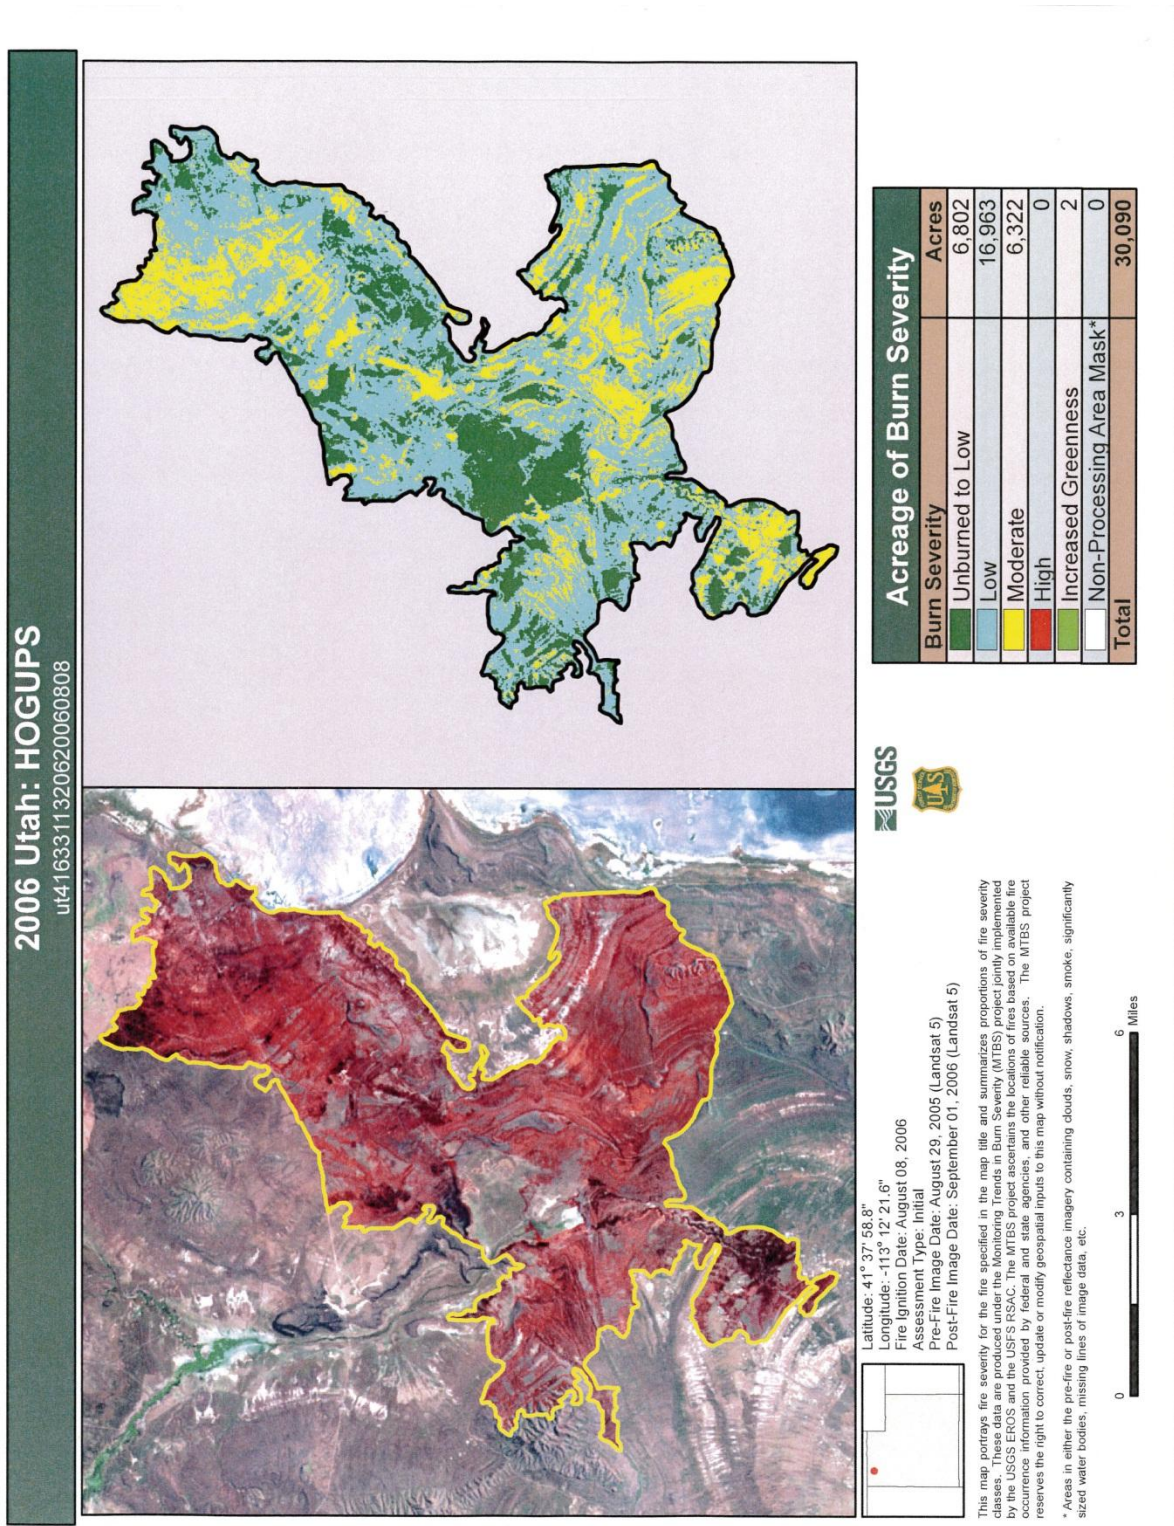 2006 Utah: HOGUPS
ut4163311132062006080​8
Latitude: 41° 37' 58.8"
Longitude: -113° 12' 21.6"
Fire Ignition Date: August 08, 2006
Assessment Type: Initial
Pre-Fire Image Date: August 29, 2005 (Landsat 5)
Post-Fire Image Date: September 01, 2006 (Landsat 5)
This map portrays fire severity for the fire specified in the map title and summarizes proportions of fire severity
classes. These data are produced under the Monitoring Trends in Burn Severity (MTBS) project jointly implemented
by the USGS EROS and the USFS RSAC. The MTBS project ascertains the locations of fires based on available fire
occurrence information provided by federal and state agencies, and other reliable sources. The MTBS project
reserves the right to correct, update or modify geospatial inputs to this map without notification.
* Areas in either the pre-fire or post-fire reflectance imagery containing clouds, snow, shadows, smoke, significantly
sized water bodies, missing lines of image data, etc.
0 3 6
Miles
USGS
U S
Acreage of Burn Severity
Burn Severity Acres
Unburned to Low 6,802
Low 16,963
Moderate 6,322
High 0
Increased Greenness 2
Non-Processing Area Mask* 0
Total 30,090